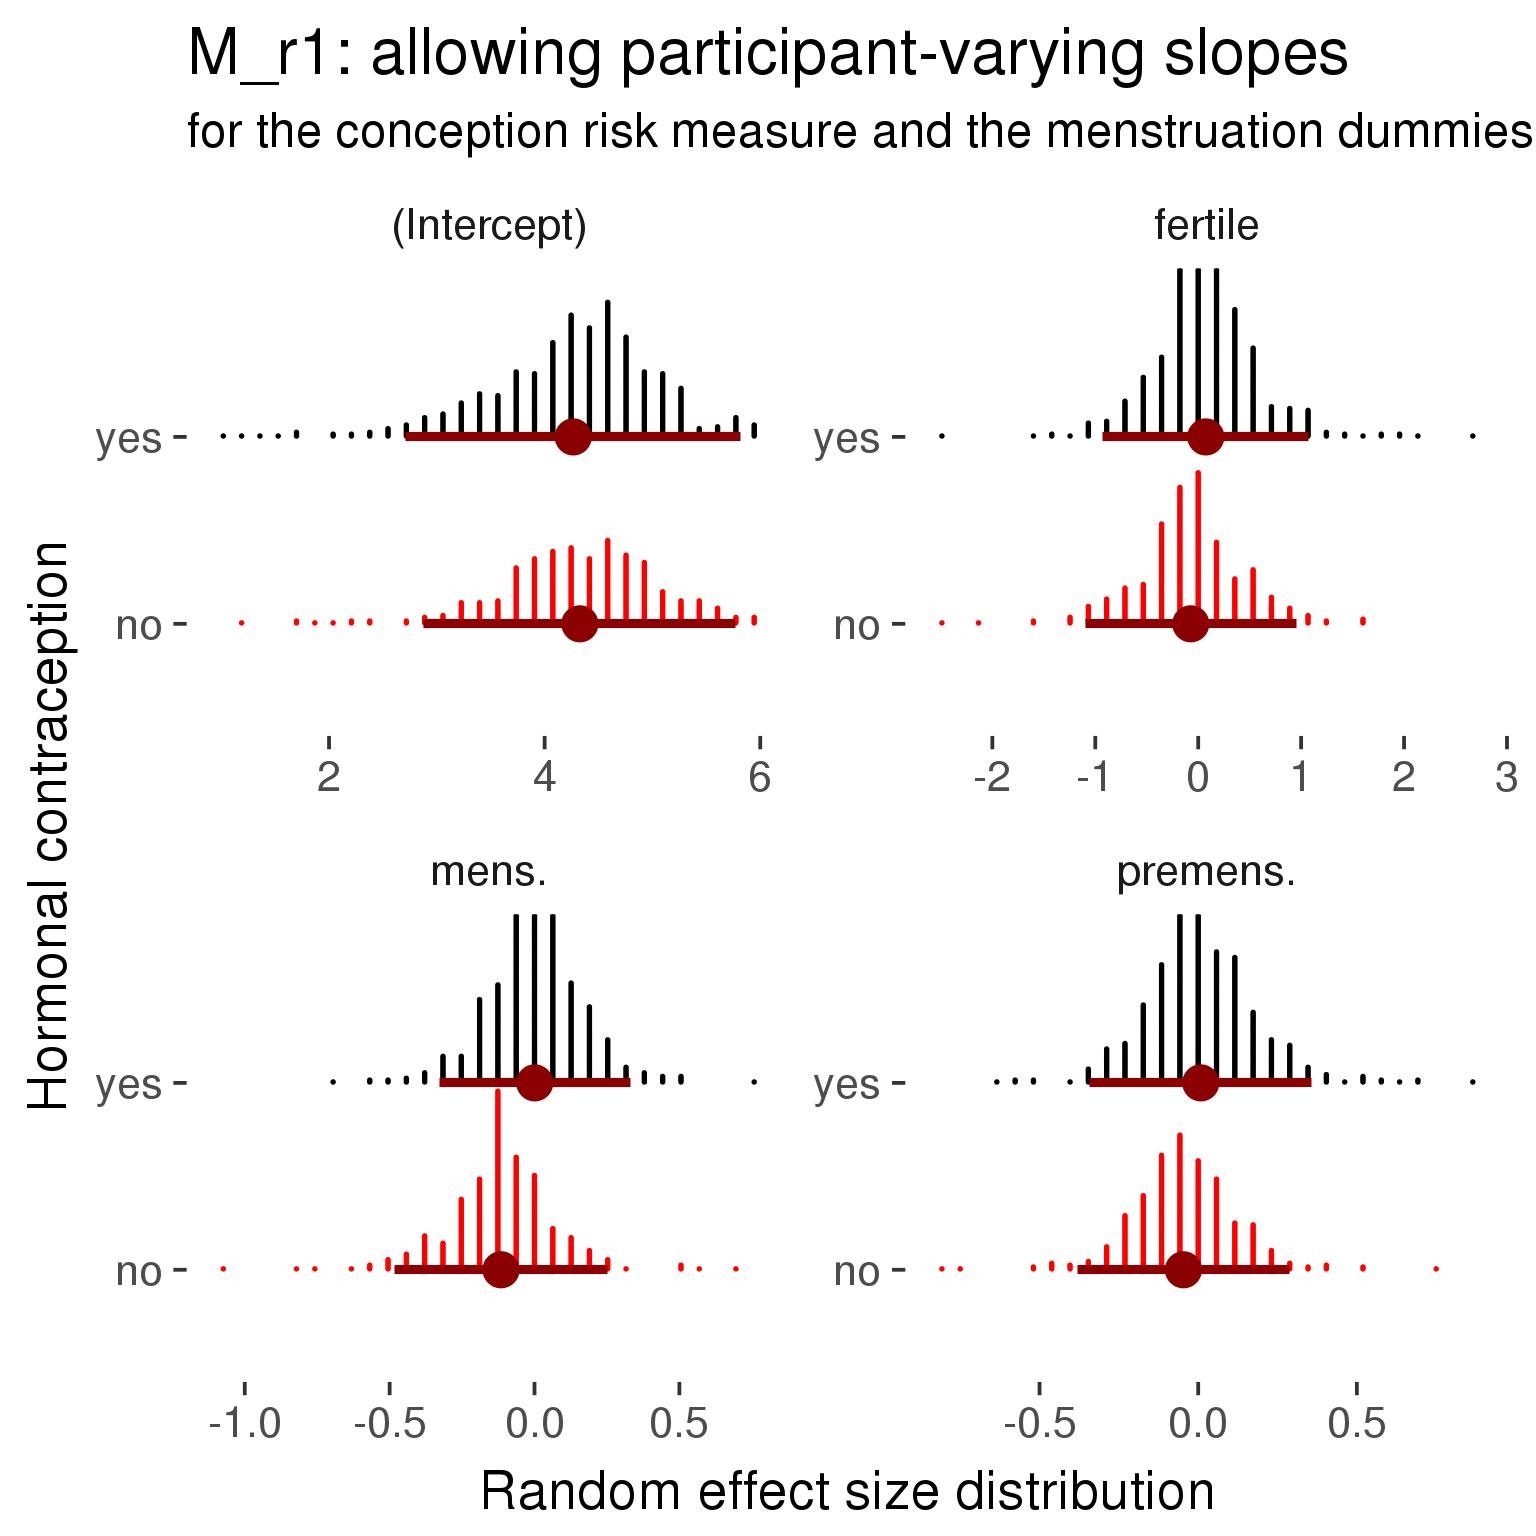 M_r1: allowing participant-varying slopes
for the conception risk measure and the menstruation dummies
(Intercept)
fertile
yes
no
yes
no
2 4 6
-2 -1 0 1 2 3
Hormonal contraception
mens.
premens.
yes
no
yes
no
-1.0 -0.5 0.0 0.5
-0.5 0.0 0.5
Random effect size distribution